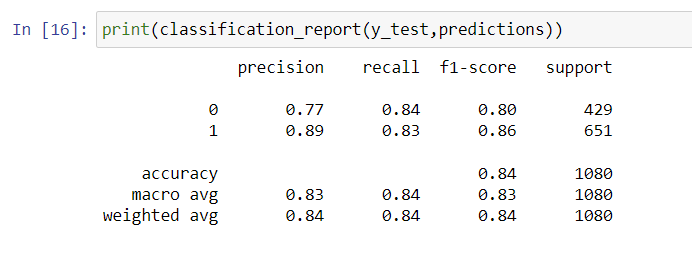 In [16]: print(classification_report(y_test,predictions))
precision recall f1-score support
0 0.77 0.84 0.80 429
1 0.89 0.83 0.86 651
accuracy 0.84 1080
macro avg 0.83 0.84 0.83 1080
weighted avg 0.84 0.84 0.84 1080